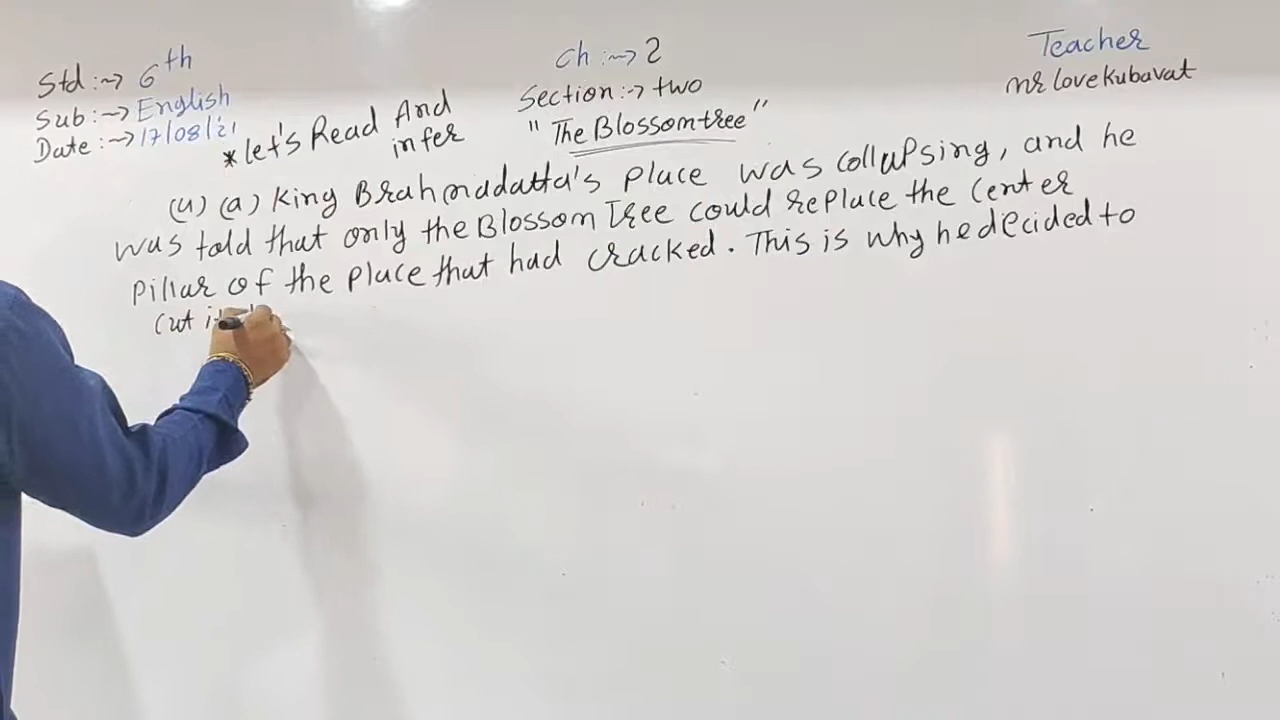 Std :~> 6th
Sub :~> English
Date :~> 17/08/21
Ch :~> 2
Section :~> two
" The Blossom tree "
Teacher
mr love kubavat
* let's Read And
infer
(4) (a) King Brahmadatta's place was collapsing, and he
was told that only the Blossom Tree could replace the center
pillar of the place that had cracked. This is why he decided to
cut it